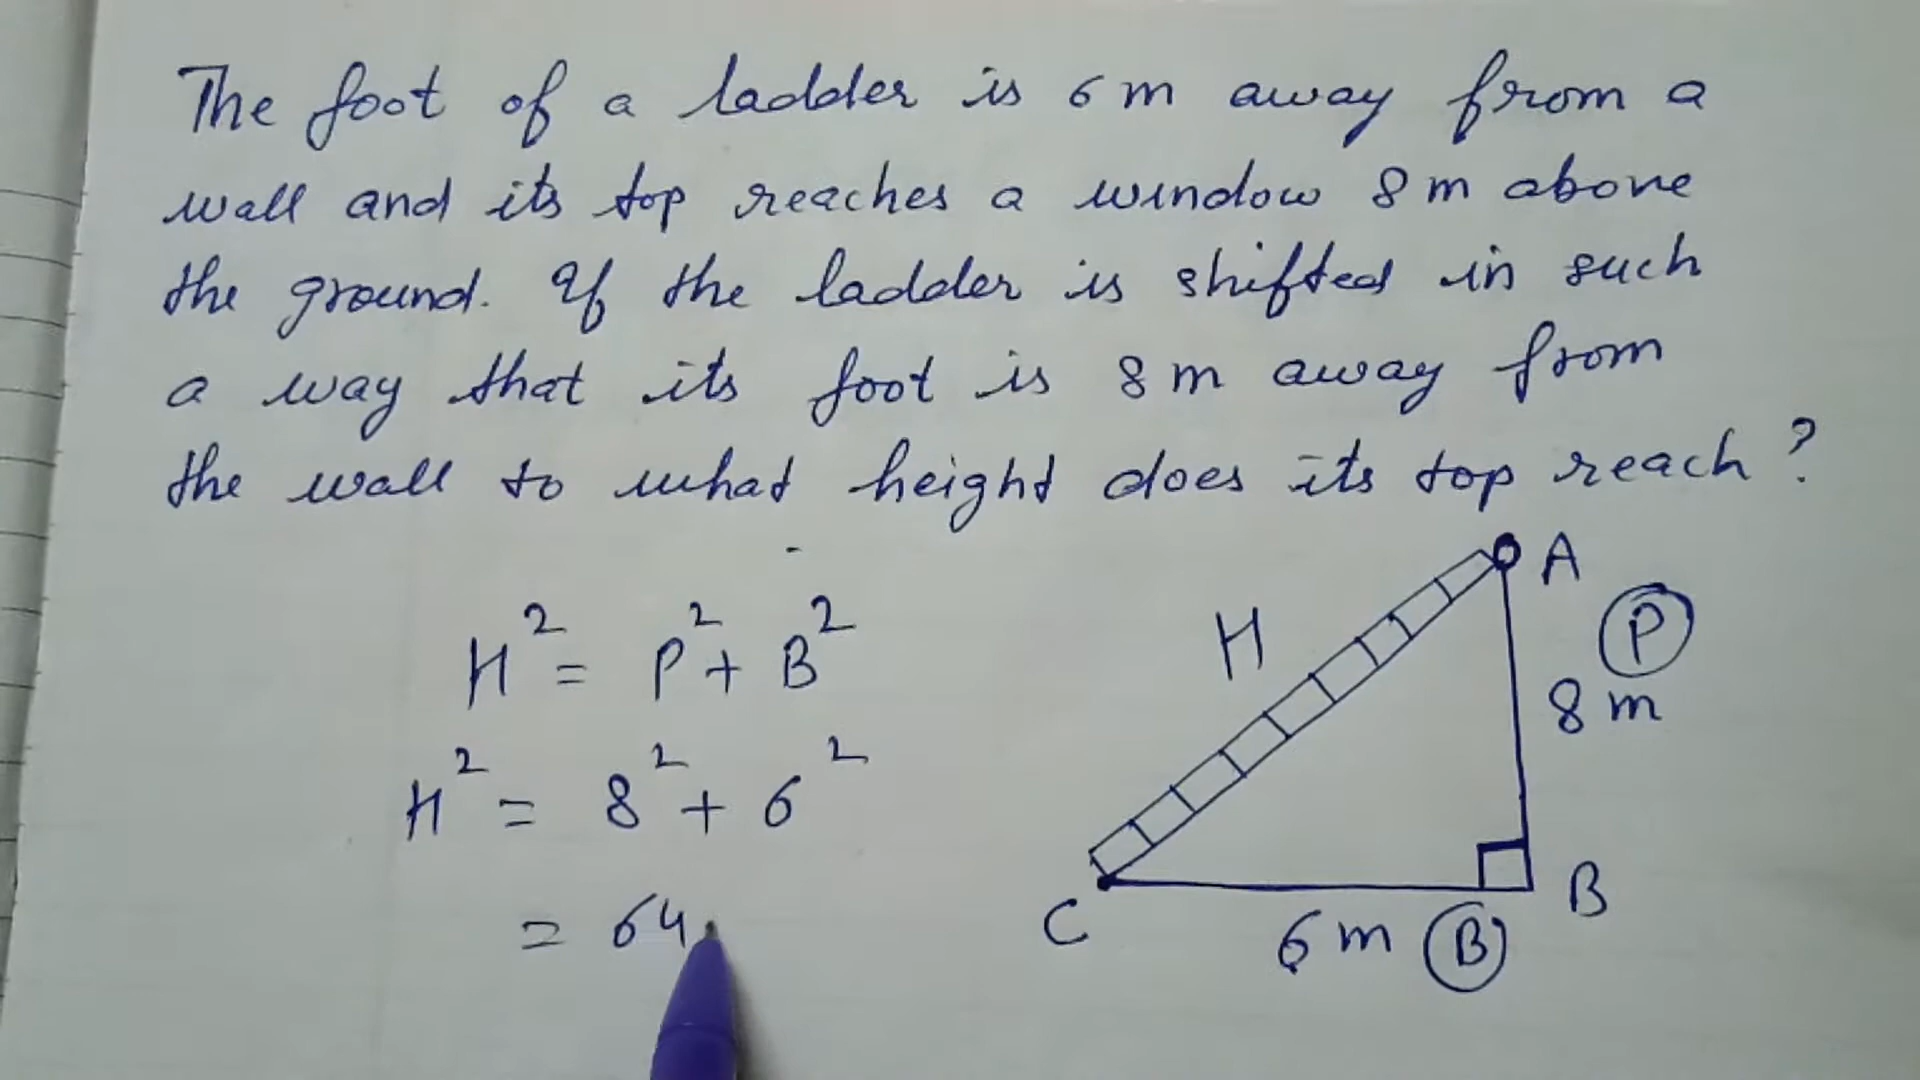 The foot of a ladder is 6 m away from a
wall and its top reaches a window 8 m above
the ground. If the ladder is shifted in such
a way that its foot is 8 m away from
the wall to what height does its top reach ?
H² = P² + B²
H² = 8² + 6²
= 64
H
A
P
8 m
B
C
6 m B